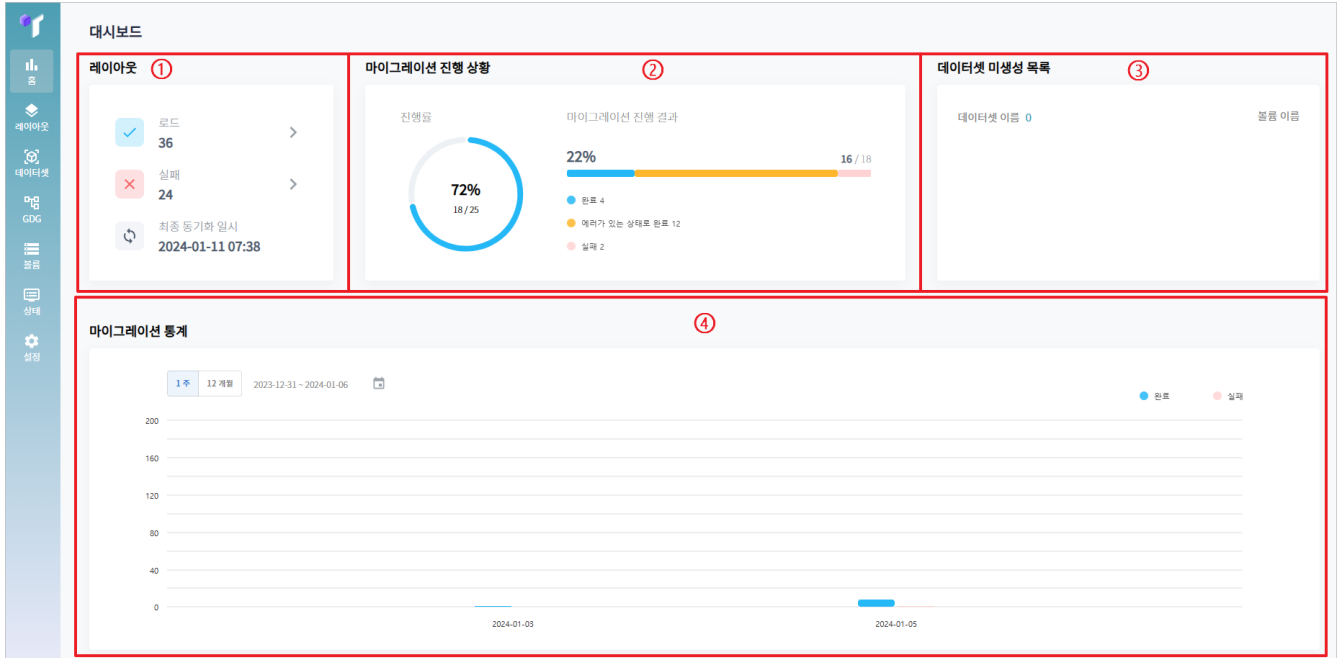 대시보드
홈
레이아웃
데이터셋
GDG
볼륨
상태
설정
레이아웃 ①
로드
36
실패
24
최종 동기화 일시
2024-01-11 07:38
마이그레이션 진행 상황 ②
진행률
72%
18 / 25
마이그레이션 진행 결과
22% 16 / 18
완료 4
에러가 있는 상태로 완료 12
실패 2
데이터셋 미생성 목록 ③
데이터셋 이름 0 볼륨 이름
④
마이그레이션 통계
1 주 12 개월 2023-12-31 ~ 2024-01-06
완료 실패
200
160
120
80
40
0
2024-01-03 2024-01-05